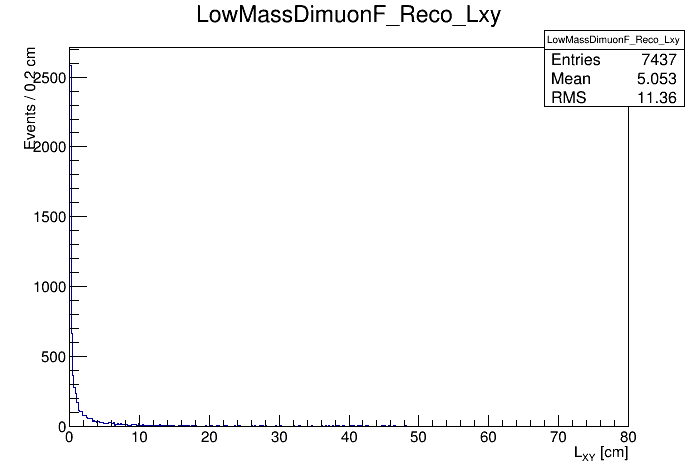 LowMassDimuonF_Reco_Lxy
LowMassDimuonF_Reco_Lxy
Entries 7437
Mean 5.053
RMS 11.36
Events / 0.2 cm
2500
2000
1500
1000
500
0
0 10 20 30 40 50 60 70 80
L_XY [cm]